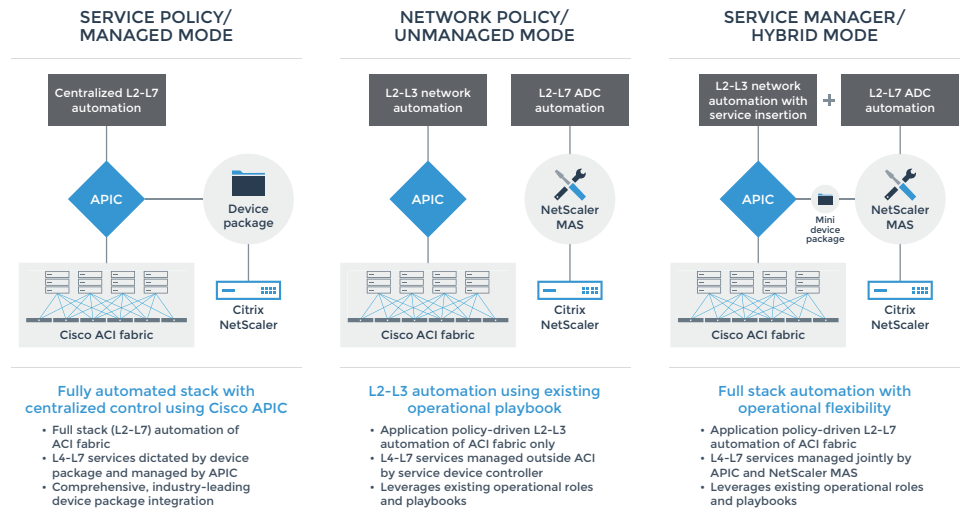 SERVICE POLICY/
MANAGED MODE
Centralized L2-L7
automation
APIC
Device
package
Cisco ACI fabric
Citrix
NetScaler
Fully automated stack with
centralized control using Cisco APIC
• Full stack (L2-L7) automation of
ACI fabric
• L4-L7 services dictated by device
package and managed by APIC
• Comprehensive, industry-leading
device package integration
NETWORK POLICY/
UNMANAGED MODE
L2-L3 network
automation
L2-L7 ADC
automation
APIC
NetScaler
MAS
Cisco ACI fabric
Citrix
NetScaler
L2-L3 automation using existing
operational playbook
• Application policy-driven L2-L3
automation of ACI fabric only
• L4-L7 services managed outside ACI
by service device controller
• Leverages existing operational roles
and playbooks
SERVICE MANAGER/
HYBRID MODE
L2-L3 network
automation with
service insertion
+
L2-L7 ADC
automation
APIC
Mini
device
package
NetScaler
MAS
Cisco ACI fabric
Citrix
NetScaler
Full stack automation with
operational flexibility
• Application policy-driven L2-L7
automation of ACI fabric
• L4-L7 services managed jointly by
APIC and NetScaler MAS
• Leverages existing operational roles
and playbooks